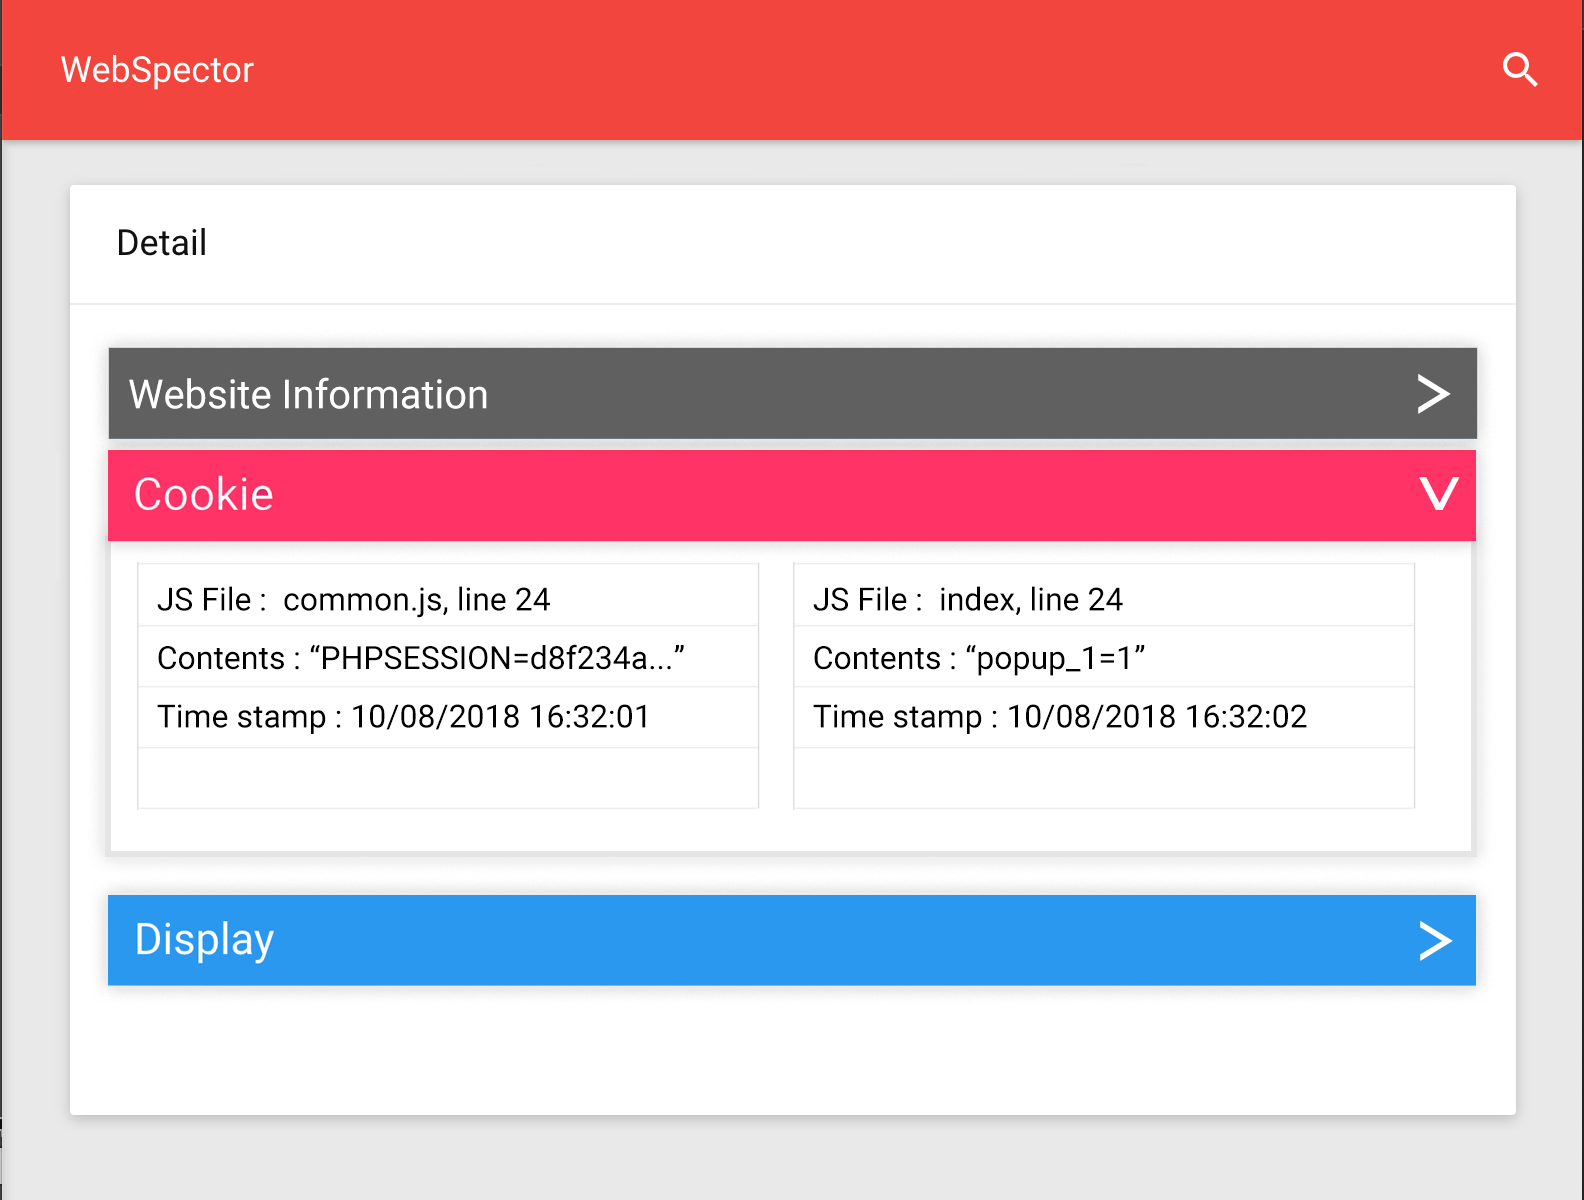 WebSpector
Detail
Website Information
Cookie
JS File :  common.js, line 24
Contents : “PHPSESSION=d8f234a...”
Time stamp : 10/08/2018 16:32:01
JS File :  index, line 24
Contents : “popup_1=1”
Time stamp : 10/08/2018 16:32:02
Display